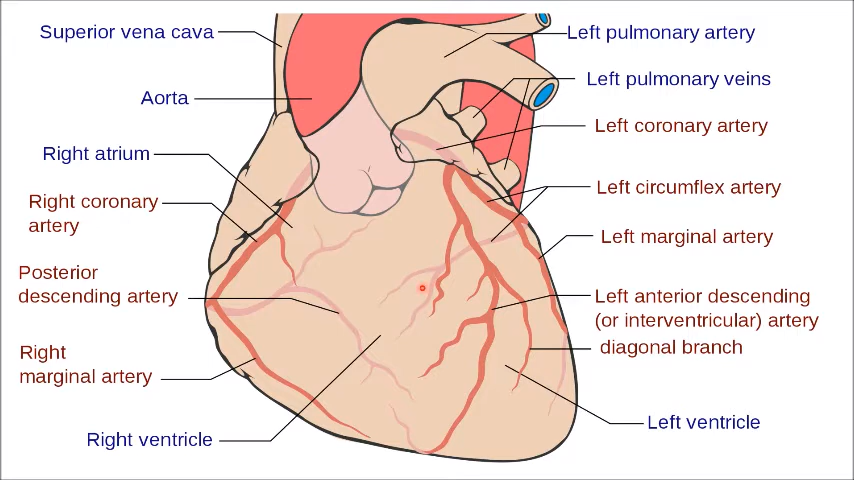 Superior vena cava
Aorta
Right atrium
Right coronary
artery
Posterior
descending artery
Right
marginal artery
Right ventricle
Left pulmonary artery
Left pulmonary veins
Left coronary artery
Left circumflex artery
Left marginal artery
Left anterior descending
(or interventricular) artery
diagonal branch
Left ventricle